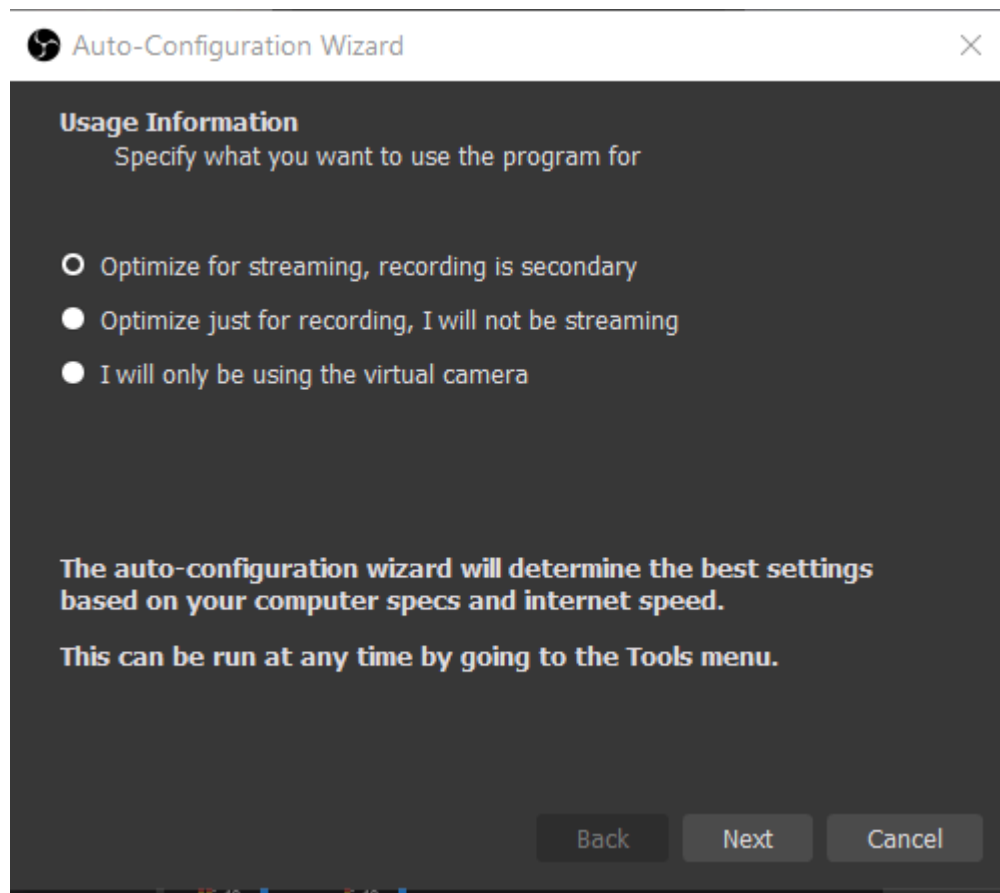 Auto-Configuration Wizard
Usage Information
Specify what you want to use the program for
Optimize for streaming, recording is secondary
Optimize just for recording, I will not be streaming
I will only be using the virtual camera
The auto-configuration wizard will determine the best settings
based on your computer specs and internet speed.
This can be run at any time by going to the Tools menu.
Back Next Cancel